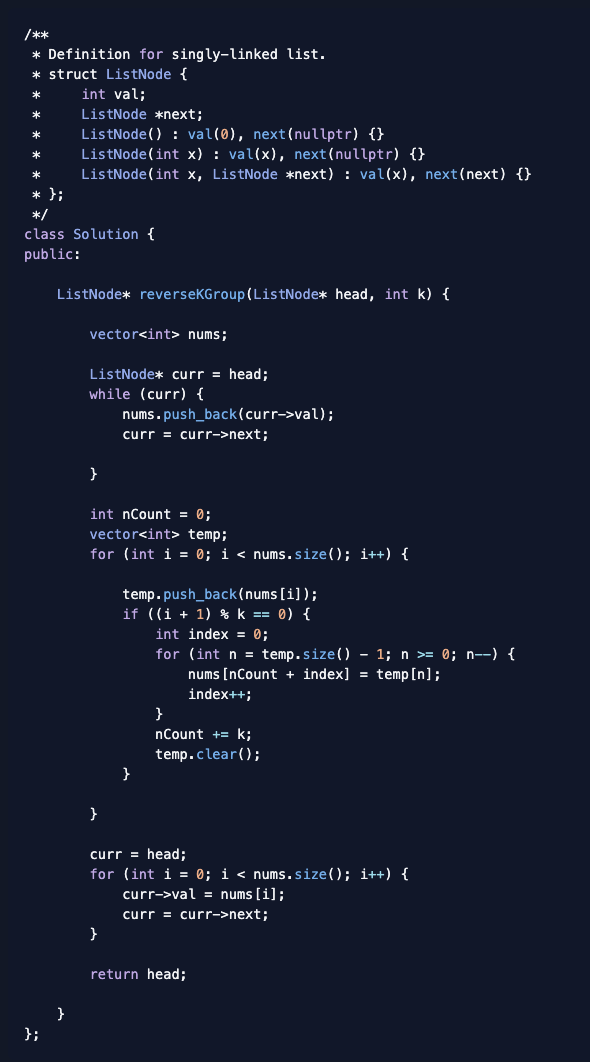 /**
 * Definition for singly-linked list.
 * struct ListNode {
 *     int val;
 *     ListNode *next;
 *     ListNode() : val(0), next(nullptr) {}
 *     ListNode(int x) : val(x), next(nullptr) {}
 *     ListNode(int x, ListNode *next) : val(x), next(next) {}
 * };
 */
class Solution {
public:

    ListNode* reverseKGroup(ListNode* head, int k) {

        vector<int> nums;

        ListNode* curr = head;
        while (curr) {
            nums.push_back(curr->val);
            curr = curr->next;

        }

        int nCount = 0;
        vector<int> temp;
        for (int i = 0; i < nums.size(); i++) {

            temp.push_back(nums[i]);
            if ((i + 1) % k == 0) {
                int index = 0;
                for (int n = temp.size() - 1; n >= 0; n--) {
                    nums[nCount + index] = temp[n];
                    index++;
                }
                nCount += k;
                temp.clear();
            }

        }

        curr = head;
        for (int i = 0; i < nums.size(); i++) {
            curr->val = nums[i];
            curr = curr->next;
        }

        return head;

    }
};